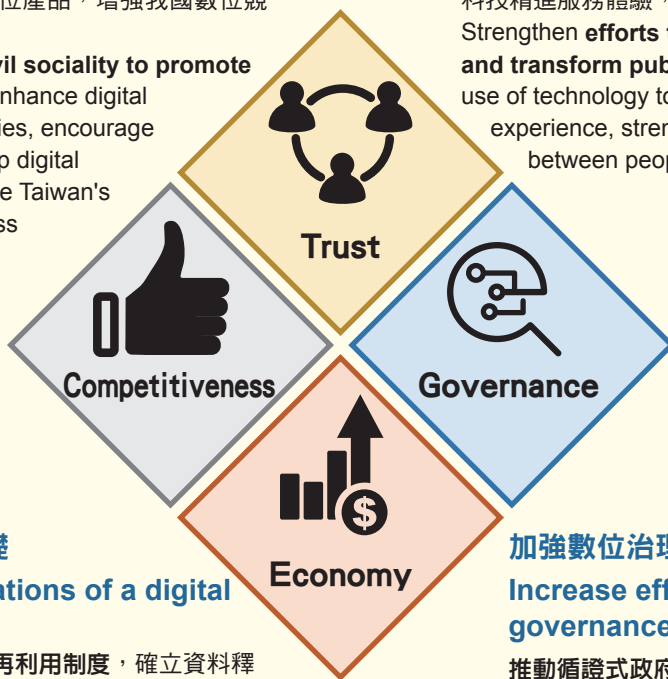 位產品，增強我國數位競
vil sociality to promote
nhance digital
ies, encourage
p digital
e Taiwan's
ss
科技精進服務體驗，
Strengthen efforts t
and transform pub
use of technology to
experience, stren
between peop
Trust
Competitiveness
Governance
$
Economy
礎
ations of a digital
再利用制度，確立資料釋
加強數位治理
Increase eff
governance
推動循證式政府